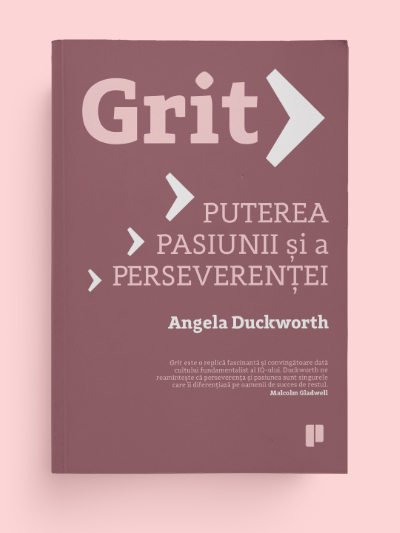 Grit
PUTEREA
PASIUNII și a
PERSEVERENȚEI
Angela Duckworth
Grit este o replică fascinantă și convingătoare dată
cultului fundamentalist al IQ-ului. Duckworth ne
reamintește că perseverența și pasiunea sunt singurele
care îi diferențiază pe oamenii de succes de restul.
Malcolm Gladwell